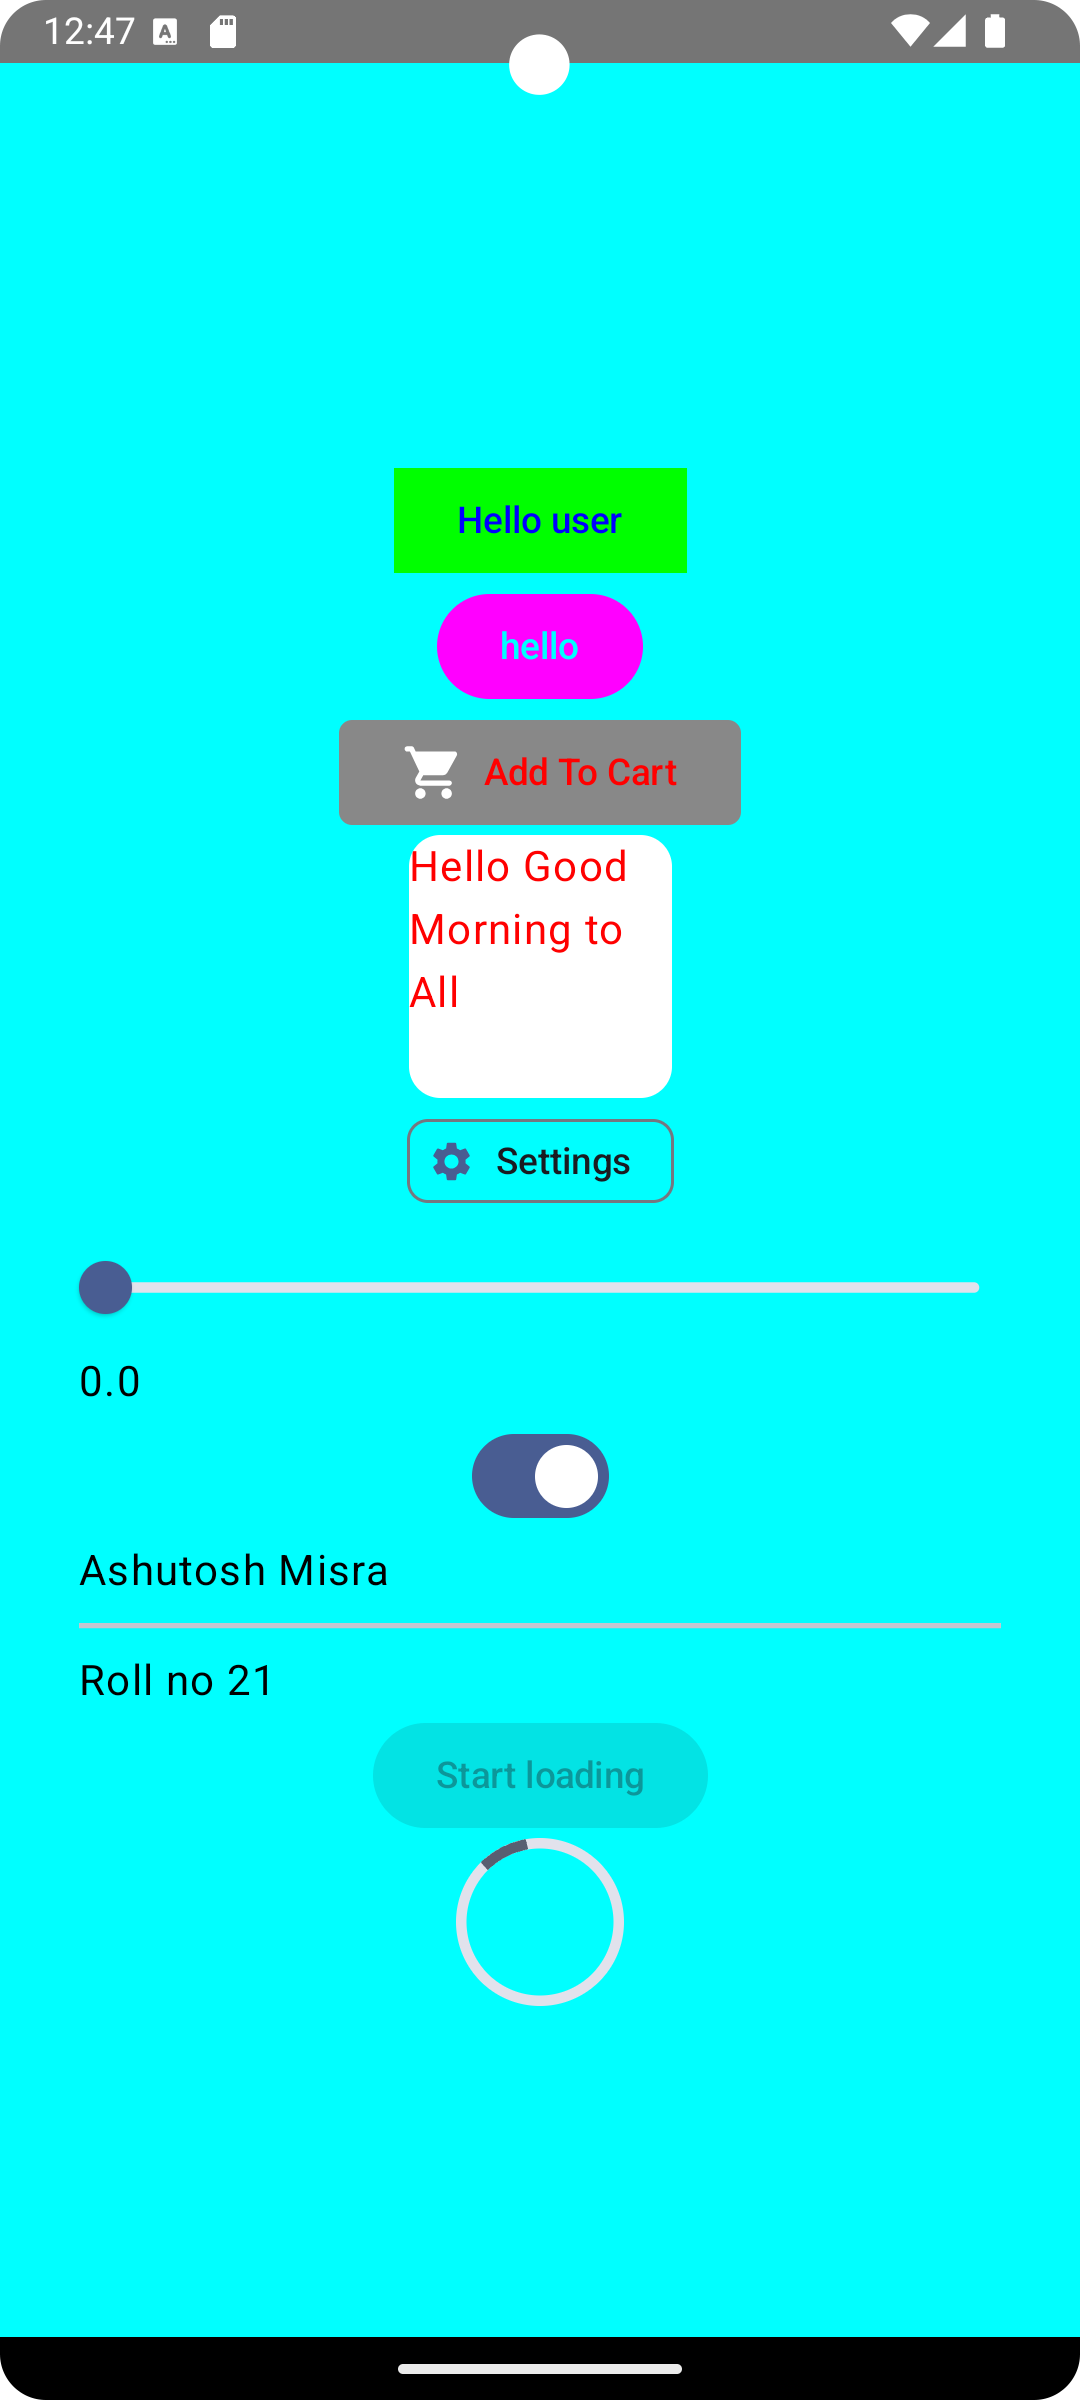 12:47
Hello user
hello
Add To Cart
Hello Good
Morning to
All
Settings
0.0
Ashutosh Misra
Roll no 21
Start loading